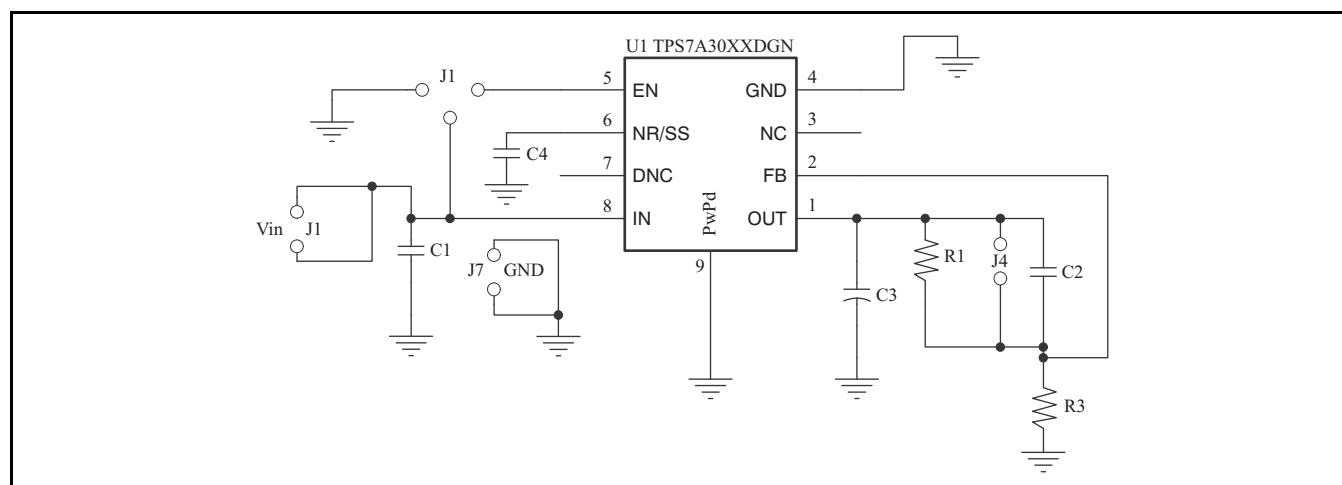 U1 TPS7A30XXDGN
J1
5
EN
GND
4
6
NR/SS
NC
3
C4
7
DNC
FB
2
Vin
J1
8
IN
OUT
1
PwPd
C1
J7
GND
9
R1
J4
C2
C3
R3